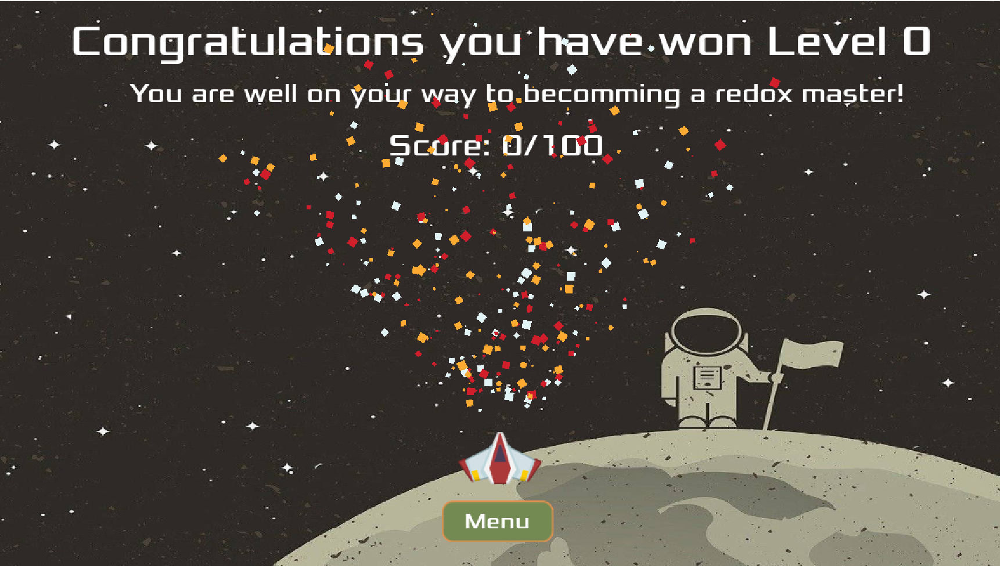 Congratulations you have won Level 0
You are well on your way to becomming a redox master!
Score: 0/100
Menu